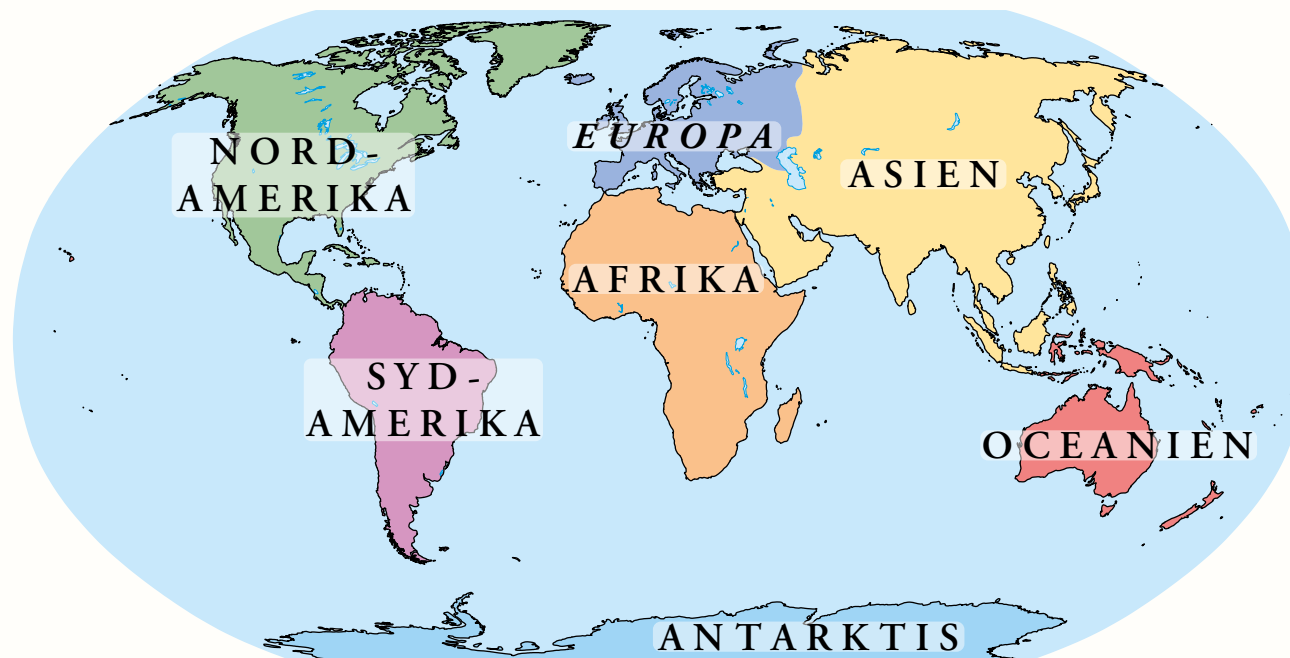 NORD-
AMERIKA
EUROPA
ASIEN
AFRIKA
SYD-
AMERIKA
OCEANIEN
ANTARKTIS